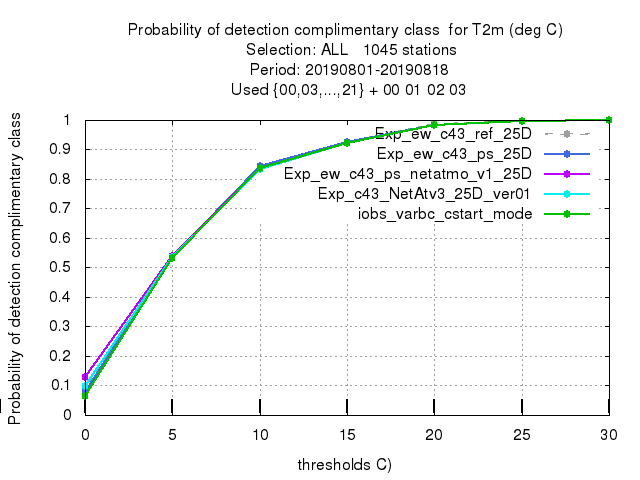 Probability of detection complimentary class for T2m (deg C)
Selection: ALL 1045 stations
Period: 20190801-20190818
Used {00,03,...,21} + 00 01 02 03
Probability of detection complimentary class
1
0.9
0.8
0.7
0.6
0.5
0.4
0.3
0.2
0.1
0
Exp_ew_c43_ref_25D
Exp_ew_c43_ps_25D
Exp_ew_c43_ps_netatmo_v1_25D
Exp_c43_NetAtv3_25D_ver01
iobs_varbc_cstart_mode
0 5 10 15 20 25 30
thresholds C)